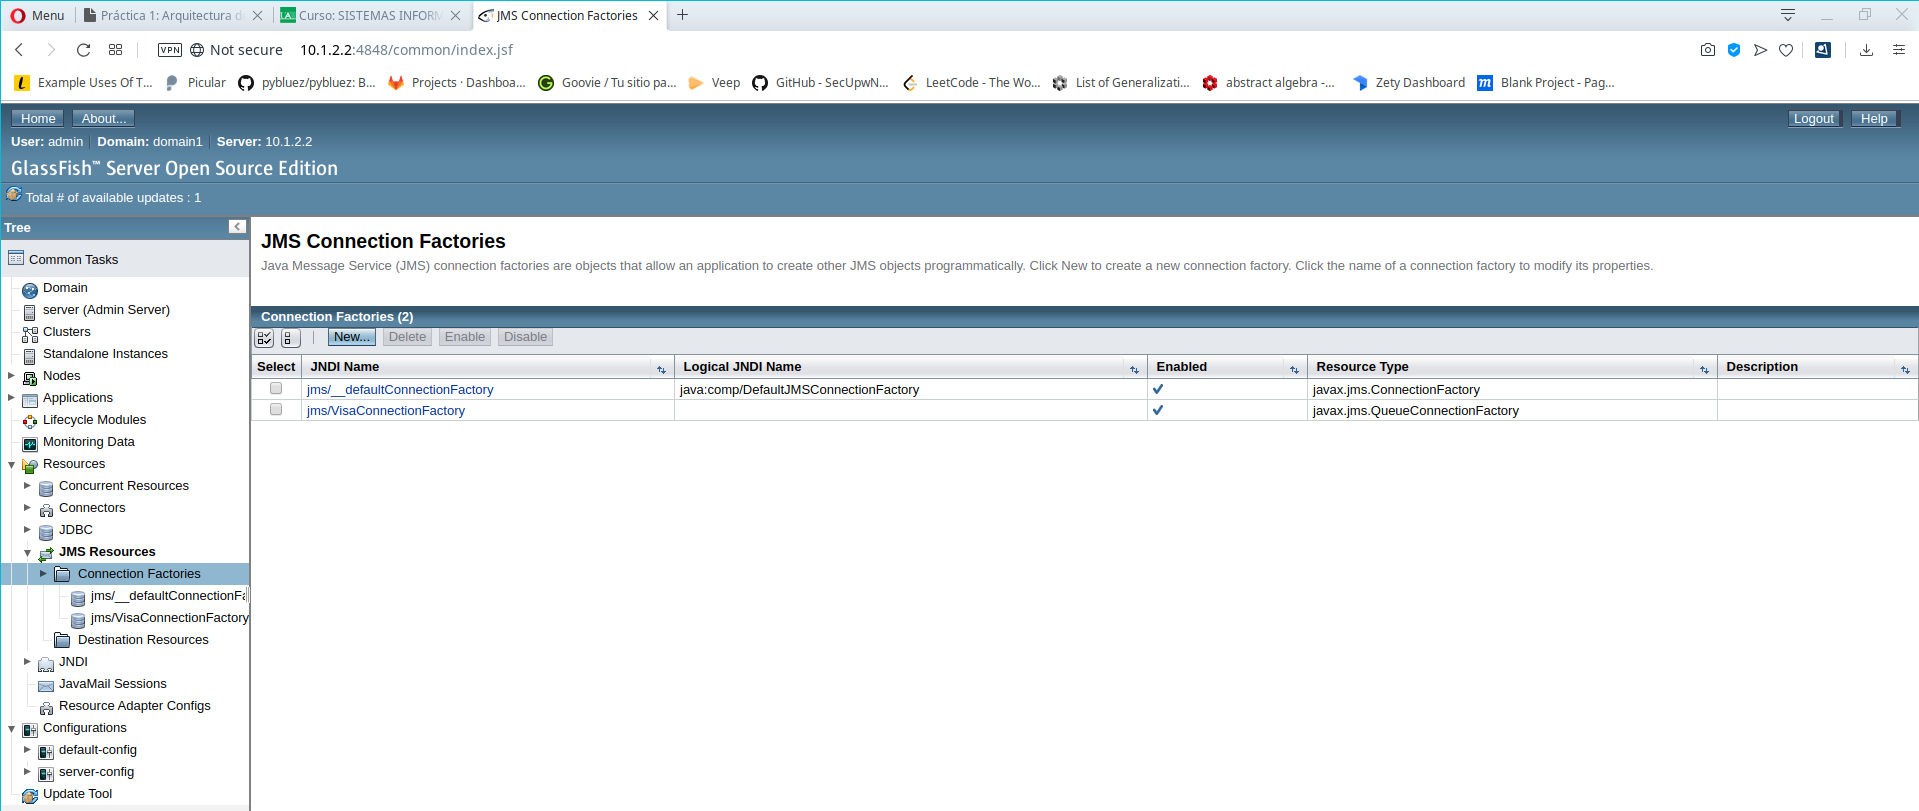 Menu
Práctica 1: Arquitectura d
Curso: SISTEMAS INFORM
JMS Connection Factories
VPN
Not secure
10.1.2.2:4848/common/index.jsf
Example Uses Of T...
Picular
pybluez/pybluez: B...
Projects · Dashboa...
Goovie / Tu sitio pa...
Veep
GitHub - SecUpwN...
LeetCode - The Wo...
List of Generalizati...
abstract algebra -...
Zety Dashboard
Blank Project - Pag...
Home
About...
Logout
Help
User: admin
Domain: domain1
Server: 10.1.2.2
GlassFish™ Server Open Source Edition
Total # of available updates : 1
Tree
Common Tasks
Domain
server (Admin Server)
Clusters
Standalone Instances
Nodes
Applications
Lifecycle Modules
Monitoring Data
Resources
Concurrent Resources
Connectors
JDBC
JMS Resources
Connection Factories
jms/__defaultConnectionFa
jms/VisaConnectionFactory
Destination Resources
JNDI
JavaMail Sessions
Resource Adapter Configs
Configurations
default-config
server-config
Update Tool
JMS Connection Factories
Java Message Service (JMS) connection factories are objects that allow an application to create other JMS objects programmatically. Click New to create a new connection factory. Click the name of a connection factory to modify its properties.
Connection Factories (2)
New...
Delete
Enable
Disable
Select
JNDI Name
Logical JNDI Name
Enabled
Resource Type
Description
jms/__defaultConnectionFactory
java:comp/DefaultJMSConnectionFactory
javax.jms.ConnectionFactory
jms/VisaConnectionFactory
javax.jms.QueueConnectionFactory